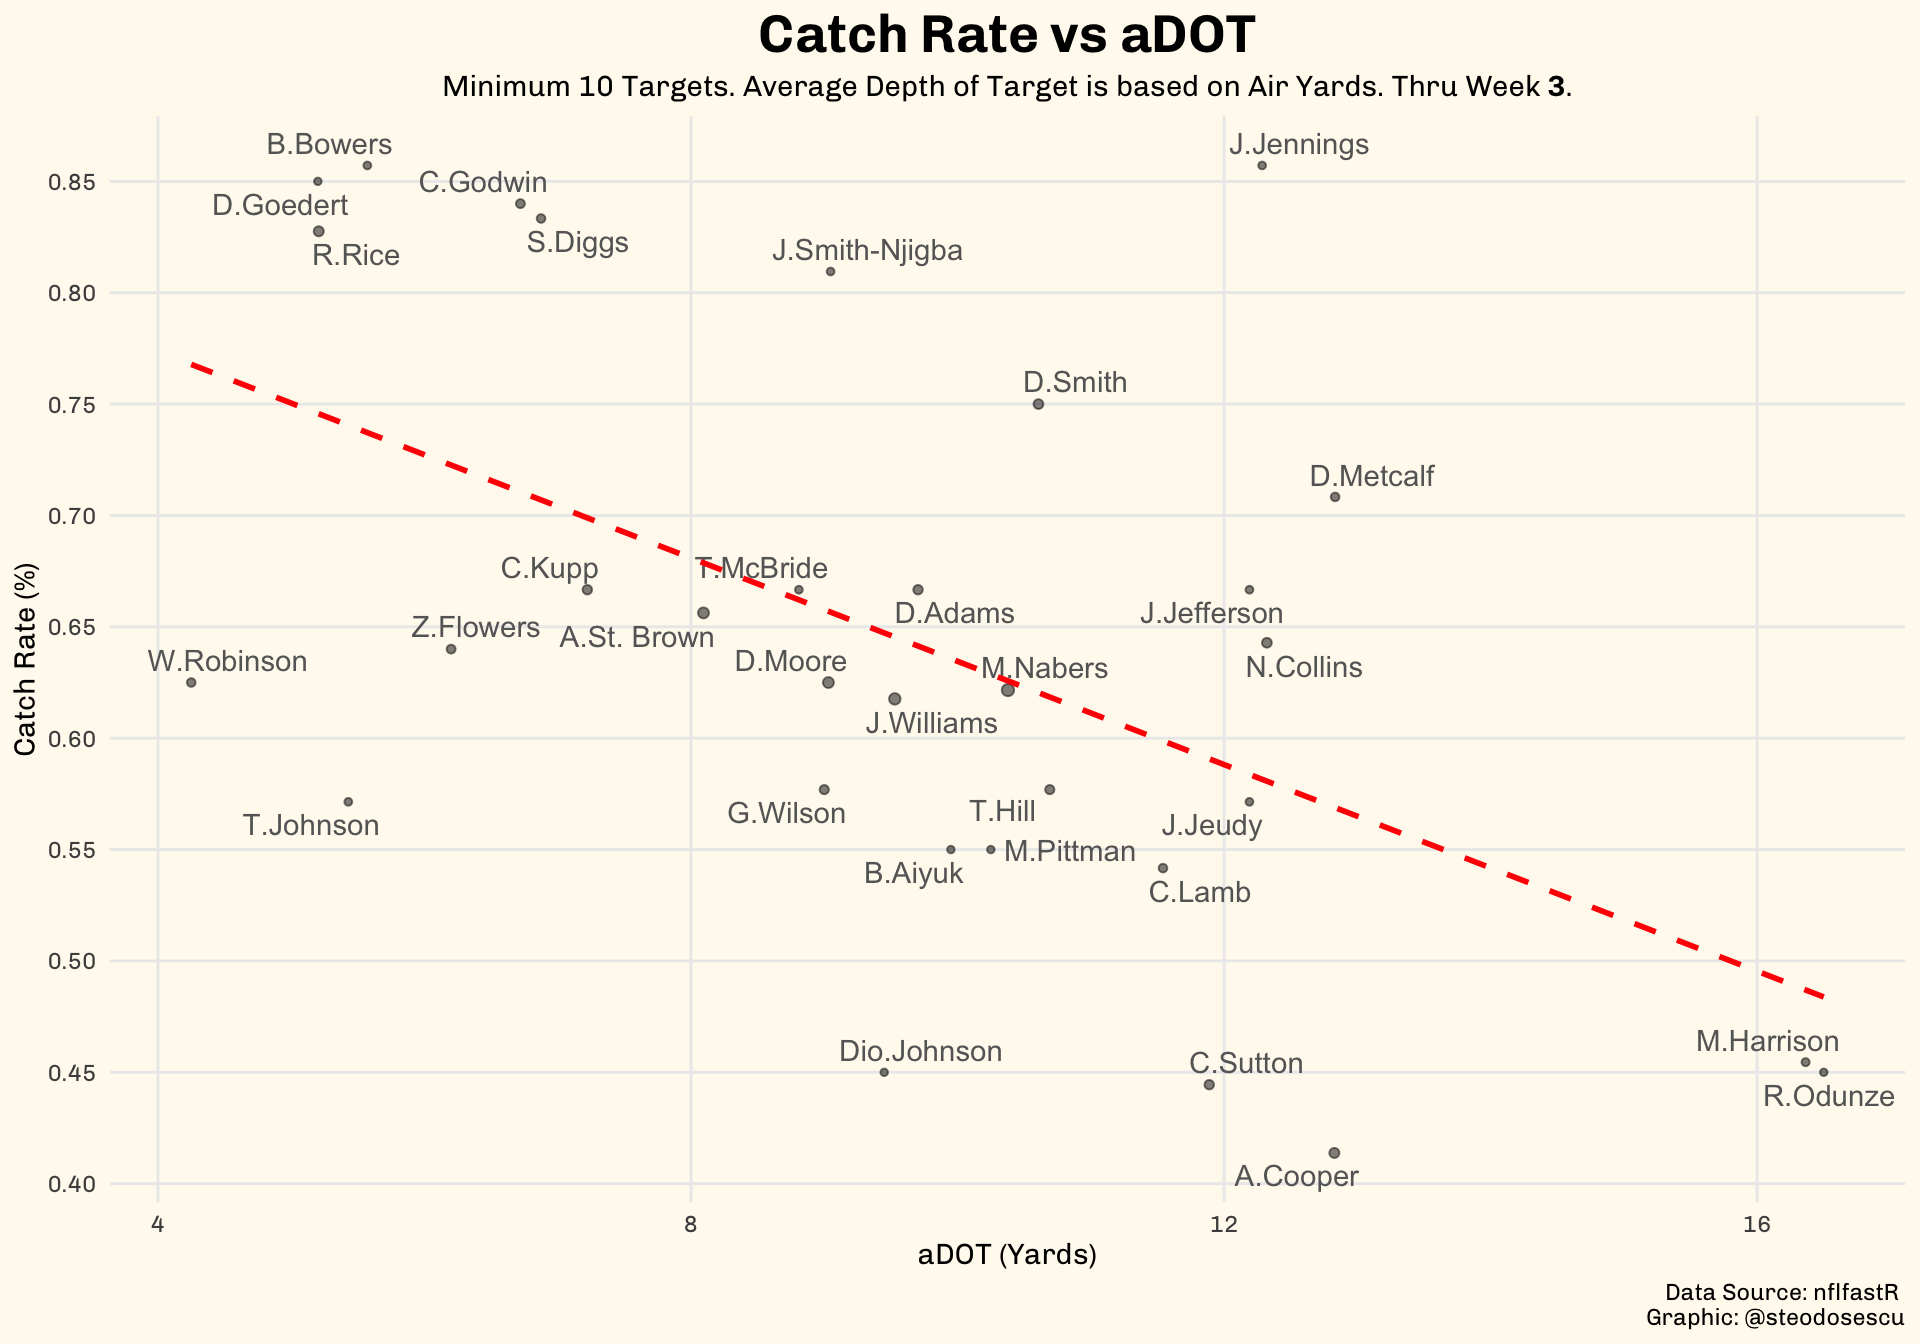 Catch Rate vs aDOT
Minimum 10 Targets. Average Depth of Target is based on Air Yards. Thru Week 3.
B.Bowers
J.Jennings
C.Godwin
0.85
D.Goedert
S.Diggs
J.Smith-Njigba
R.Rice
0.80
D.Smith
0.75
D.Metcalf
0.70
C.Kupp
T.McBride
D.Adams
J.Jefferson
0.65
Z.Flowers
A.St. Brown
W.Robinson
D.Moore
M.Nabers
N.Collins
J.Williams
Catch Rate (%)
0.60
G.Wilson
T.Hill
T.Johnson
J.Jeudy
0.55
M.Pittman
B.Aiyuk
C.Lamb
0.50
M.Harrison
Dio.Johnson
C.Sutton
0.45
R.Odunze
A.Cooper
0.40
4
8
12
16
aDOT (Yards)
Data Source: nflfastR
Graphic: @steodosescu